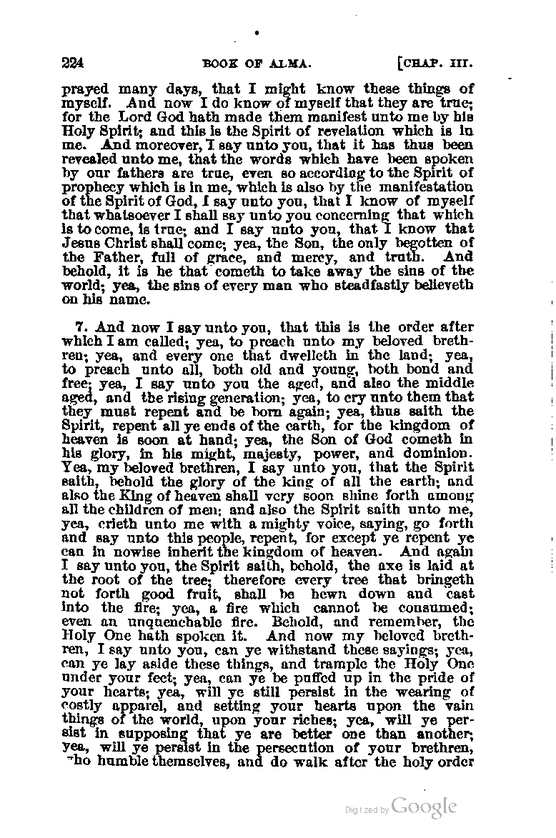 224 BOOK OF ALMA. [CHAP. III.
prayed many days, that I might know these things of
myself. And now I do know of myself that they are true;
for the Lord God hath made them manifest unto me by his
Holy Spirit; and this is the Spirit of revelation which is in
me. And moreover, I say unto you, that it has thus been
revealed unto me, that the words which have been spoken
by our fathers are true, even so according to the Spirit of
prophecy which is in me, which is also by the manifestation
of the Spirit of God, I say unto you, that I know of myself
that whatsoever I shall say unto you concerning that which
is to come, is true; and I say unto you, that I know that
Jesus Christ shall come; yea, the Son, the only begotten of
the Father, full of grace, and mercy, and truth. And
behold, it is he that cometh to take away the sins of the
world; yea, the sins of every man who steadfastly believeth
on his name.
7. And now I say unto you, that this is the order after
which I am called; yea, to preach unto my beloved breth-
ren; yea, and every one that dwelleth in the land; yea,
to preach unto all, both old and young, both bond and
free; yea, I say unto you the aged, and also the middle
aged, and the rising generation; yea, to cry unto them that
they must repent and be born again; yea, thus saith the
Spirit, repent all ye ends of the earth, for the kingdom of
heaven is soon at hand; yea, the Son of God cometh in
his glory, in his might, majesty, power, and dominion.
Yea, my beloved brethren, I say unto you, that the Spirit
saith, behold the glory of the king of all the earth; and
also the King of heaven shall very soon shine forth among
all the children of men; and also the Spirit saith unto me,
yea, crieth unto me with a mighty voice, saying, go forth
and say unto this people, repent, for except ye repent ye
can in nowise inherit the kingdom of heaven. And again
I say unto you, the Spirit saith, behold, the axe is laid at
the root of the tree; therefore every tree that bringeth
not forth good fruit, shall be hewn down and cast
into the fire; yea, a fire which cannot be consumed;
even an unquenchable fire. Behold, and remember, the
Holy One hath spoken it. And now my beloved breth-
ren, I say unto you, can ye withstand these sayings; yea,
can ye lay aside these things, and trample the Holy One
under your feet; yea, can ye be puffed up in the pride of
your hearts; yea, will ye still persist in the wearing of
costly apparel, and setting your hearts upon the vain
things of the world, upon your riches; yea, will ye per-
sist in supposing that ye are better one than another;
yea, will ye persist in the persecution of your brethren,
who humble themselves, and do walk after the holy order
Digitized by Google